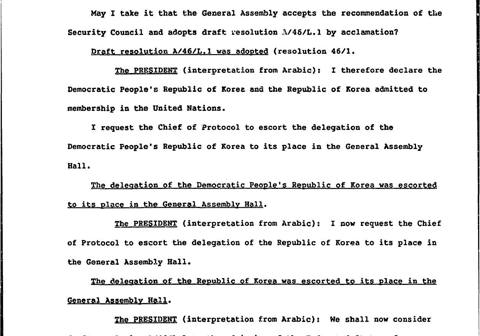 May I take it that the General Assembly accepts the recommendation of the
Security Council and adopts draft resolution A/46/L.1 by acclamation?
Draft resolution A/46/L.1 was adopted (resolution 46/1.
The PRESIDENT (interpretation from Arabic): I therefore declare the
Democratic People's Republic of Korea and the Republic of Korea admitted to
membership in the United Nations.
I request the Chief of Protocol to escort the delegation of the
Democratic People's Republic of Korea to its place in the General Assembly
Hall.
The delegation of the Democratic People's Republic of Korea was escorted
to its place in the General Assembly Hall.
The PRESIDENT (interpretation from Arabic): I now request the Chief
of Protocol to escort the delegation of the Republic of Korea to its place in
the General Assembly Hall.
The delegation of the Republic of Korea was escorted to its place in the
General Assembly Hall.
The PRESIDENT (interpretation from Arabic): We shall now consider